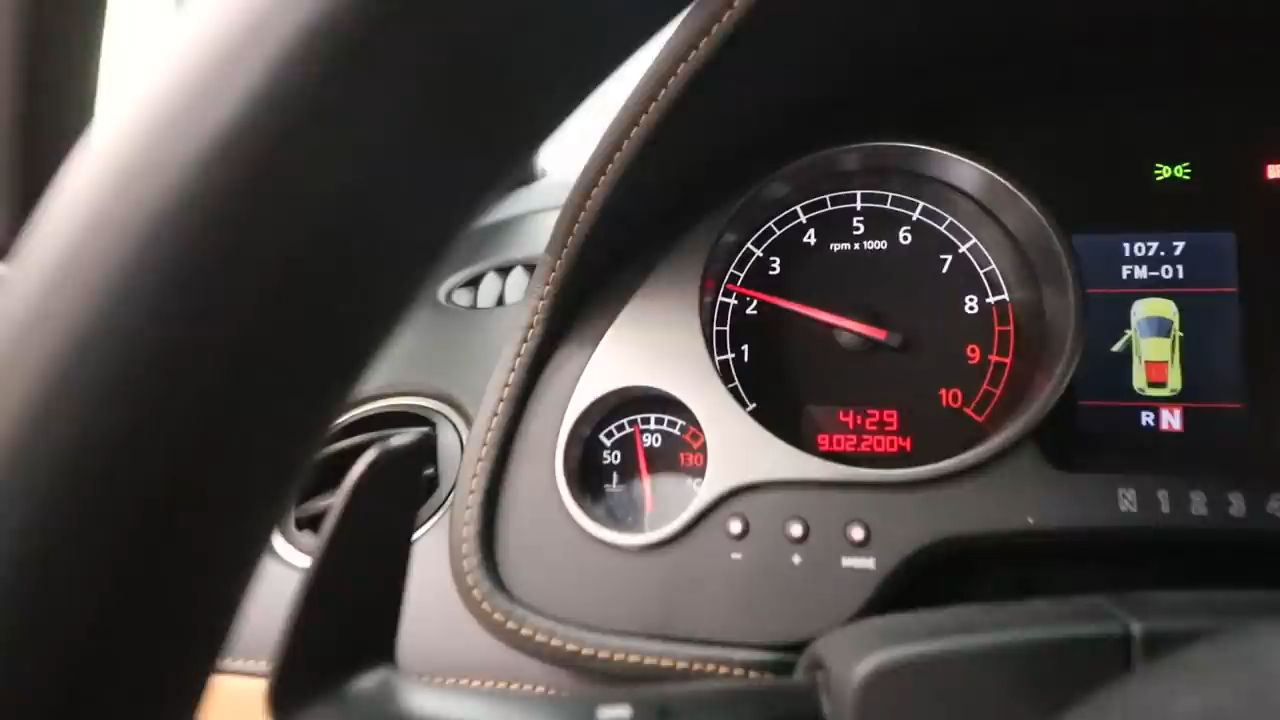 1 2 3 4 5 6 7 8 9 10
rpm x 1000
4:29
9.02.2004
50 90 130
°C
- + MODE
107.7
FM-01
R N
N 1 2 3